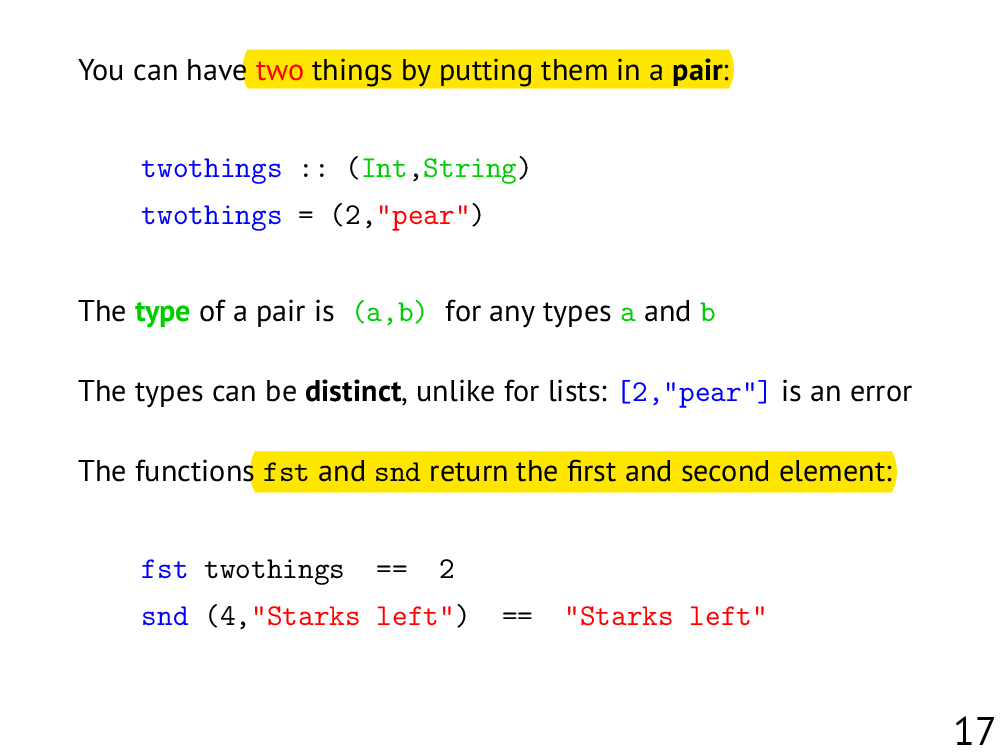 You can have two things by putting them in a pair:
twothings :: (Int,String)
twothings = (2,"pear")
The type of a pair is (a,b) for any types a and b
The types can be distinct, unlike for lists: [2,"pear"] is an error
The functions fst and snd return the first and second element:
fst twothings == 2
snd (4,"Starks left") == "Starks left"
17